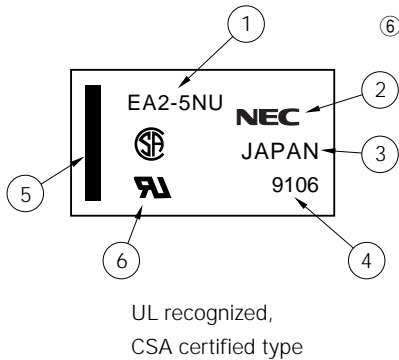 1
⑥
EA2-5NU
NEC
2
JAPAN
3
5
9106
6
4
UL recognized,
CSA certified type